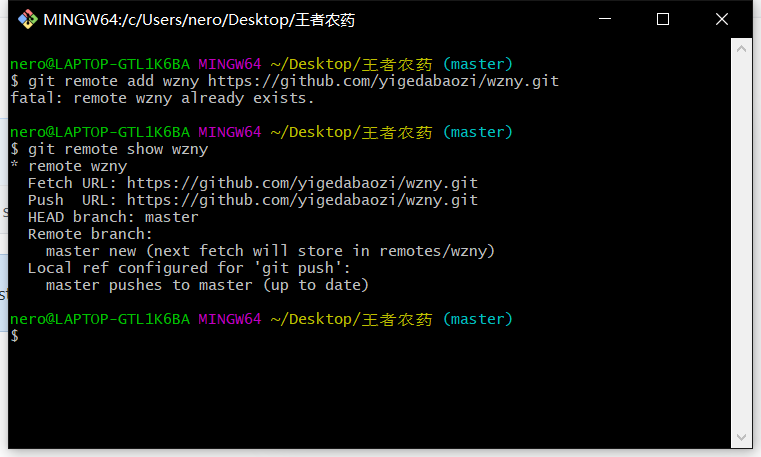 MINGW64:/c/Users/nero/Desktop/王者农药
nero@LAPTOP-GTL1K6BA MINGW64 ~/Desktop/王者农药 (master)
$ git remote add wzny https://github.com/yigedabaozi/wzny.git
fatal: remote wzny already exists.
nero@LAPTOP-GTL1K6BA MINGW64 ~/Desktop/王者农药 (master)
$ git remote show wzny
* remote wzny
  Fetch URL: https://github.com/yigedabaozi/wzny.git
  Push  URL: https://github.com/yigedabaozi/wzny.git
  HEAD branch: master
  Remote branch:
    master new (next fetch will store in remotes/wzny)
  Local ref configured for 'git push':
    master pushes to master (up to date)
nero@LAPTOP-GTL1K6BA MINGW64 ~/Desktop/王者农药 (master)
$